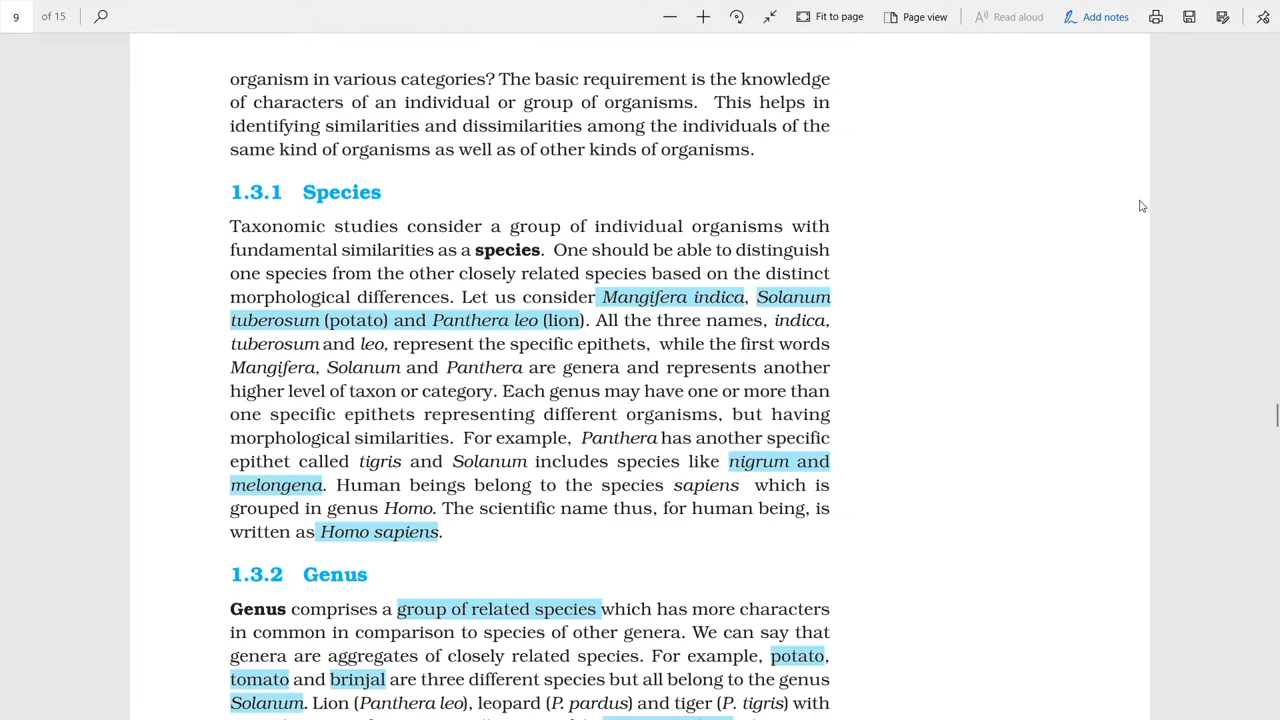 9 of 15 Fit to page Page view Read aloud Add notes
organism in various categories? The basic requirement is the knowledge
of characters of an individual or group of organisms. This helps in
identifying similarities and dissimilarities among the individuals of the
same kind of organisms as well as of other kinds of organisms.
1.3.1 Species
Taxonomic studies consider a group of individual organisms with
fundamental similarities as a species. One should be able to distinguish
one species from the other closely related species based on the distinct
morphological differences. Let us consider Mangifera indica, Solanum
tuberosum (potato) and Panthera leo (lion). All the three names, indica,
tuberosum and leo, represent the specific epithets, while the first words
Mangifera, Solanum and Panthera are genera and represents another
higher level of taxon or category. Each genus may have one or more than
one specific epithets representing different organisms, but having
morphological similarities. For example, Panthera has another specific
epithet called tigris and Solanum includes species like nigrum and
melongena. Human beings belong to the species sapiens which is
grouped in genus Homo. The scientific name thus, for human being, is
written as Homo sapiens.
1.3.2 Genus
Genus comprises a group of related species which has more characters
in common in comparison to species of other genera. We can say that
genera are aggregates of closely related species. For example, potato,
tomato and brinjal are three different species but all belong to the genus
Solanum. Lion (Panthera leo), leopard (P. pardus) and tiger (P. tigris) with